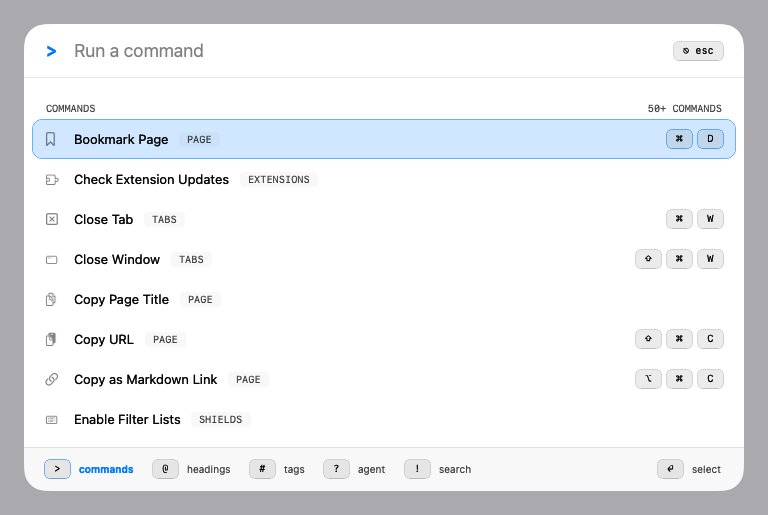 > Run a command ⎋ esc
COMMANDS 50+ COMMANDS
Bookmark Page PAGE ⌘ D
Check Extension Updates EXTENSIONS
Close Tab TABS ⌘ W
Close Window TABS ⇧ ⌘ W
Copy Page Title PAGE
Copy URL PAGE ⇧ ⌘ C
Copy as Markdown Link PAGE ⌥ ⌘ C
Enable Filter Lists SHIELDS
> commands @ headings # tags ? agent ! search ↵ select